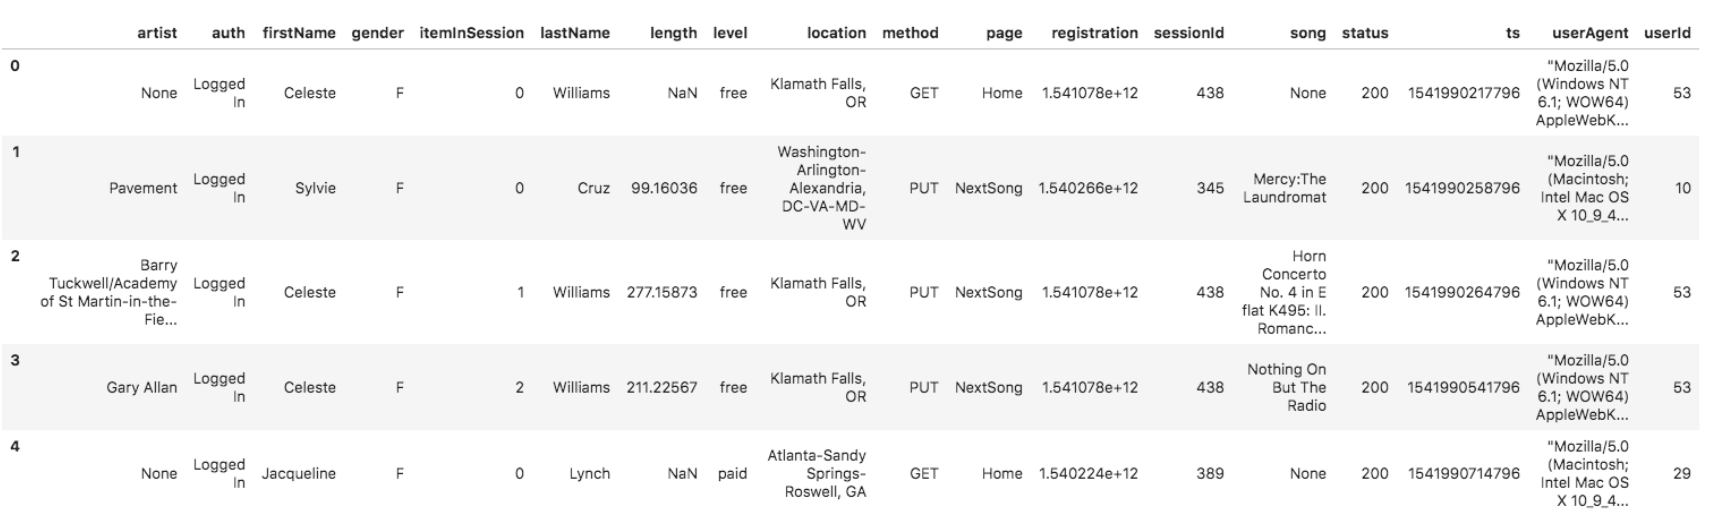 artist auth firstName gender itemInSession lastName length level location method page registration sessionId song status ts userAgent userId
0 None Logged In Celeste F 0 Williams NaN free Klamath Falls, OR GET Home 1.541078e+12 438 None 200 1541990217796 "Mozilla/5.0 (Windows NT 6.1; WOW64) AppleWebK... 53
1 Pavement Logged In Sylvie F 0 Cruz 99.16036 free Washington-Arlington-Alexandria, DC-VA-MD-WV PUT NextSong 1.540266e+12 345 Mercy:The Laundromat 200 1541990258796 "Mozilla/5.0 (Macintosh; Intel Mac OS X 10_9_4... 10
2 Barry Tuckwell/Academy of St Martin-in-the-Fie... Logged In Celeste F 1 Williams 277.15873 free Klamath Falls, OR PUT NextSong 1.541078e+12 438 Horn Concerto No. 4 in E flat K495: II. Romanc... 200 1541990264796 "Mozilla/5.0 (Windows NT 6.1; WOW64) AppleWebK... 53
3 Gary Allan Logged In Celeste F 2 Williams 211.22567 free Klamath Falls, OR PUT NextSong 1.541078e+12 438 Nothing On But The Radio 200 1541990541796 "Mozilla/5.0 (Windows NT 6.1; WOW64) AppleWebK... 53
4 None Logged In Jacqueline F 0 Lynch NaN paid Atlanta-Sandy Springs-Roswell, GA GET Home 1.540224e+12 389 None 200 1541990714796 "Mozilla/5.0 (Macintosh; Intel Mac OS X 10_9_4... 29